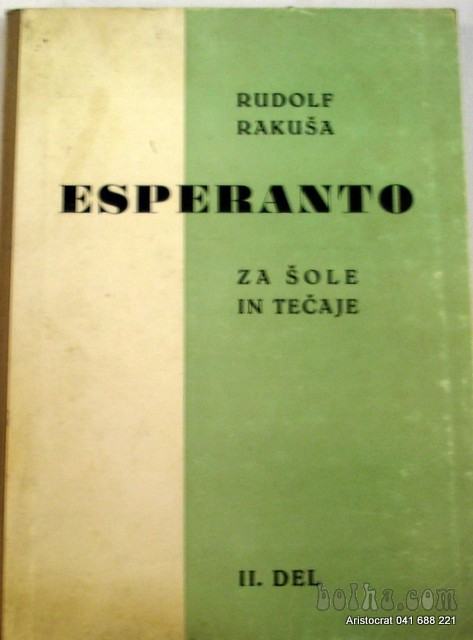 RUDOLF
RAKUŠA
ESPERANTO
ZA ŠOLE
IN TEČAJE
II. DEL
bolha.com
Aristocrat 041 688 221